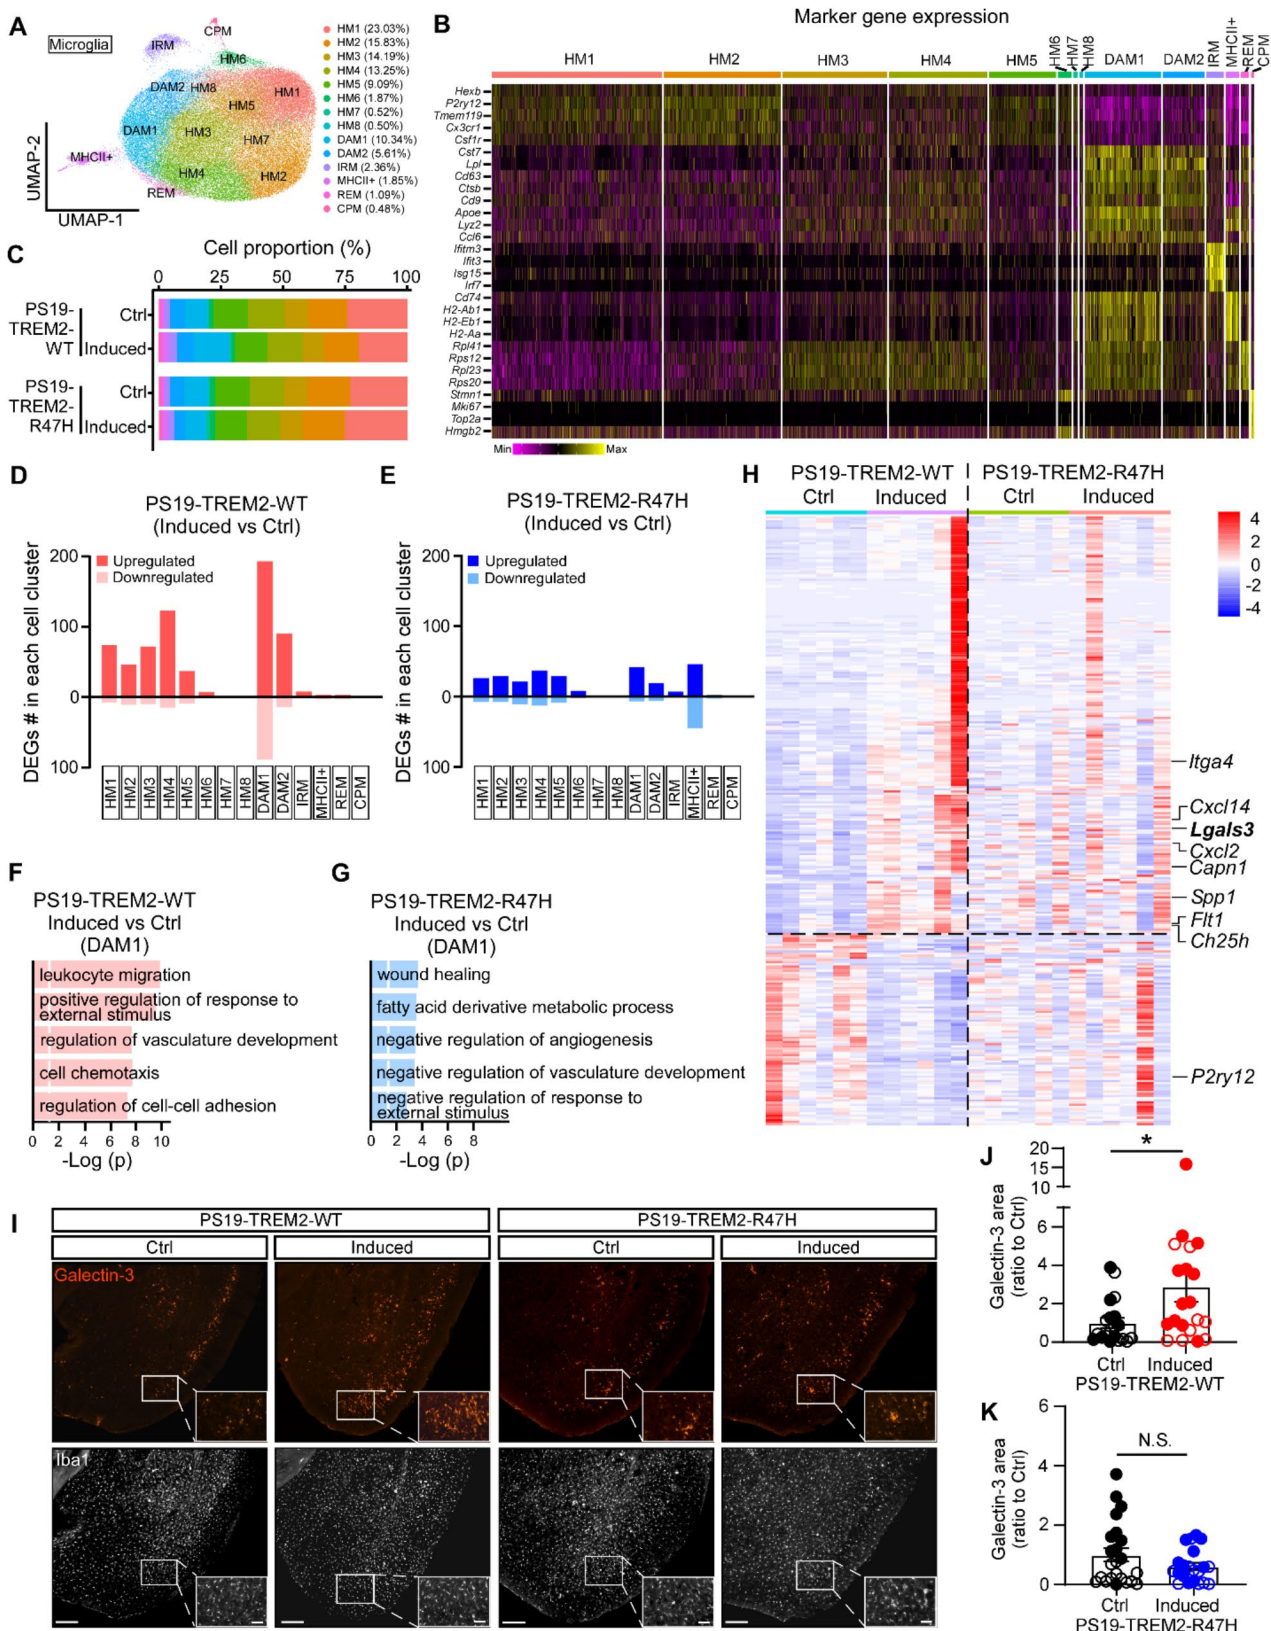 A
Microglia
IRM
CPM
HM6
DAM2
HM8
HM1
HM5
DAM1
HM3
HM7
MHCII+
HM4
HM2
REM
UMAP-2
UMAP-1
HM1 (23.03%)
HM2 (15.83%)
HM3 (14.19%)
HM4 (13.25%)
HM5 (9.09%)
HM6 (1.87%)
HM7 (0.52%)
HM8 (0.50%)
DAM1 (10.34%)
DAM2 (5.61%)
IRM (2.36%)
MHCII+ (1.85%)
REM (1.09%)
CPM (0.48%)
B
Marker gene expression
HM1
HM2
HM3
HM4
HM5
HM6
HM7
HM8
DAM1
DAM2
IRM
MHCII+
REM
CPM
Hexb
P2ry12
Tmem119
Cx3cr1
Csf1r
Cst7
Lpl
Cd63
Ctsb
Cd9
Apoe
Lyz2
Ccl6
Ifitm3
Ifit3
Isg15
Irf7
Cd74
H2-Ab1
H2-Eb1
H2-Aa
Rpl41
Rps12
Rpl23
Rps20
Stmn1
Mki67
Top2a
Hmgb2
Min
Max
C
Cell proportion (%)
0 25 50 75 100
PS19-
TREM2-
WT
Ctrl
Induced
PS19-
TREM2-
R47H
Ctrl
Induced
D
PS19-TREM2-WT
(Induced vs Ctrl)
Upregulated
Downregulated
DEGs # in each cell cluster
200
100
0
100
HM1
HM2
HM3
HM4
HM5
HM6
HM7
HM8
DAM1
DAM2
IRM
MHCII+
REM
CPM
E
PS19-TREM2-R47H
(Induced vs Ctrl)
Upregulated
Downregulated
DEGs # in each cell cluster
200
100
0
100
HM1
HM2
HM3
HM4
HM5
HM6
HM7
HM8
DAM1
DAM2
IRM
MHCII+
REM
CPM
F
PS19-TREM2-WT
Induced vs Ctrl
(DAM1)
leukocyte migration
positive regulation of response to
external stimulus
regulation of vasculature development
cell chemotaxis
regulation of cell-cell adhesion
0 2 4 6 8 10
-Log (p)
G
PS19-TREM2-R47H
Induced vs Ctrl
(DAM1)
wound healing
fatty acid derivative metabolic process
negative regulation of angiogenesis
negative regulation of vasculature development
negative regulation of response to
external stimulus
0 2 4 6 8
-Log (p)
H
PS19-TREM2-WT
PS19-TREM2-R47H
Ctrl
Induced
Ctrl
Induced
4
2
0
-2
-4
Itga4
Cxcl14
Lgals3
Cxcl2
Capn1
Spp1
Flt1
Ch25h
P2ry12
I
PS19-TREM2-WT
PS19-TREM2-R47H
Ctrl
Induced
Ctrl
Induced
Galectin-3
Iba1
J
Galectin-3 area
(ratio to Ctrl)
20
15
10
6
4
2
0
*
Ctrl
Induced
PS19-TREM2-WT
K
Galectin-3 area
(ratio to Ctrl)
6
4
2
0
N.S.
Ctrl
Induced
PS19-TREM2-R47H